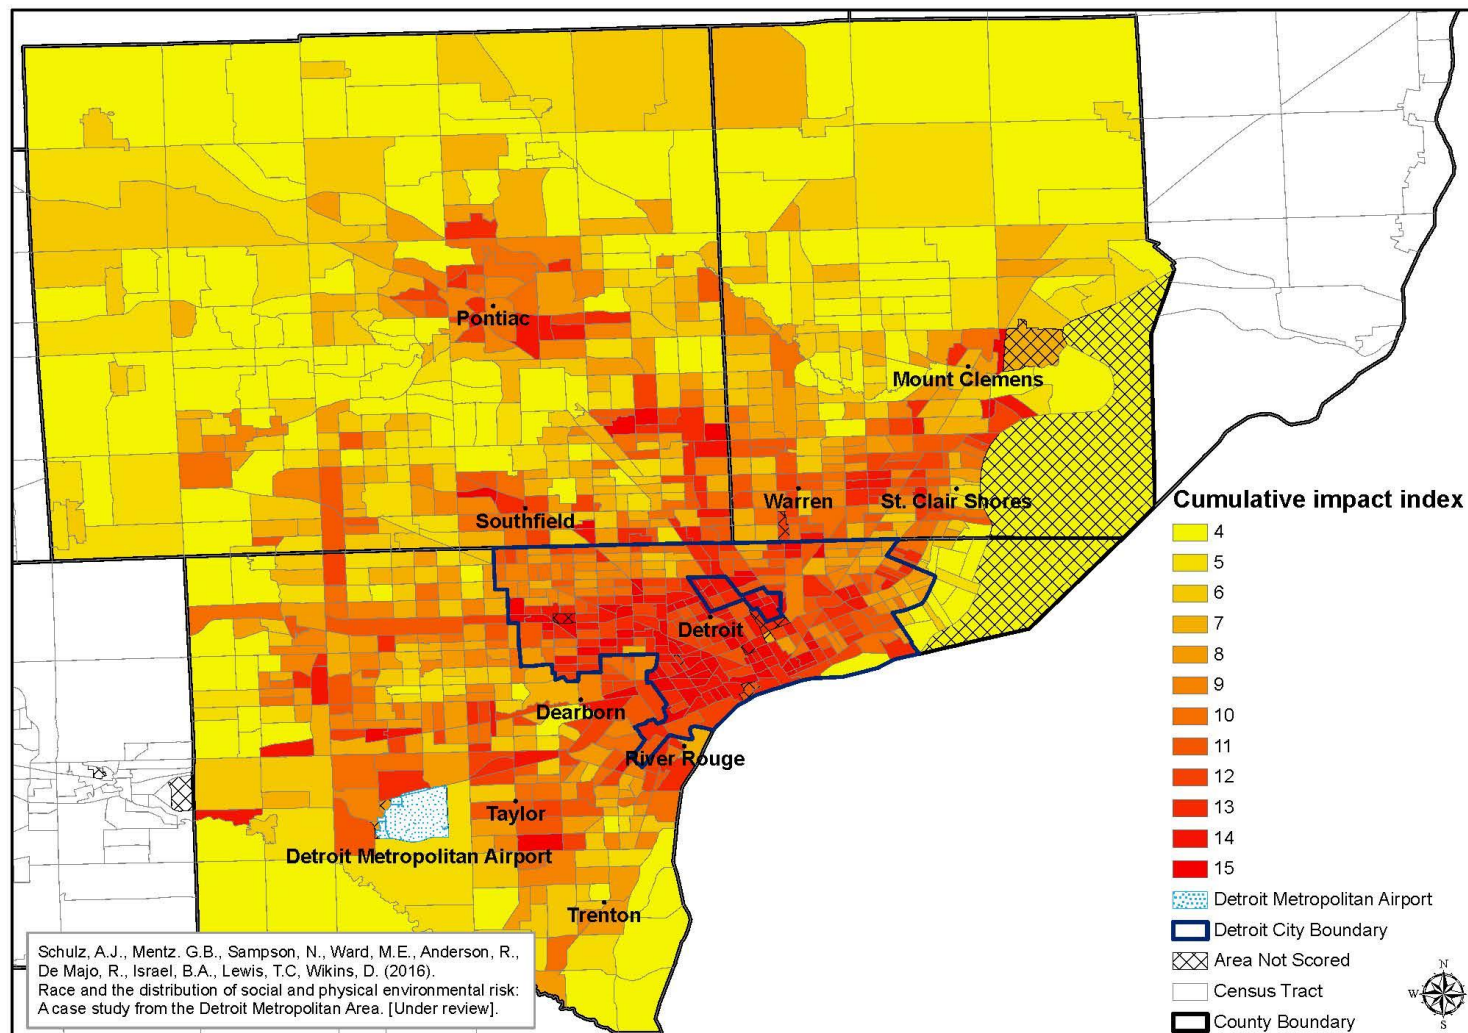 Pontiac
Mount Clemens
Warren
St. Clair Shores
Southfield
Detroit
Dearborn
River Rouge
Taylor
Detroit Metropolitan Airport
Trenton
Cumulative impact index
4
5
6
7
8
9
10
11
12
13
14
15
Detroit Metropolitan Airport
Detroit City Boundary
Area Not Scored
Census Tract
County Boundary
N
W
E
S
Schulz, A.J., Mentz. G.B., Sampson, N., Ward, M.E., Anderson, R.,
De Majo, R., Israel, B.A., Lewis, T.C, Wikins, D. (2016).
Race and the distribution of social and physical environmental risk:
A case study from the Detroit Metropolitan Area. [Under review].